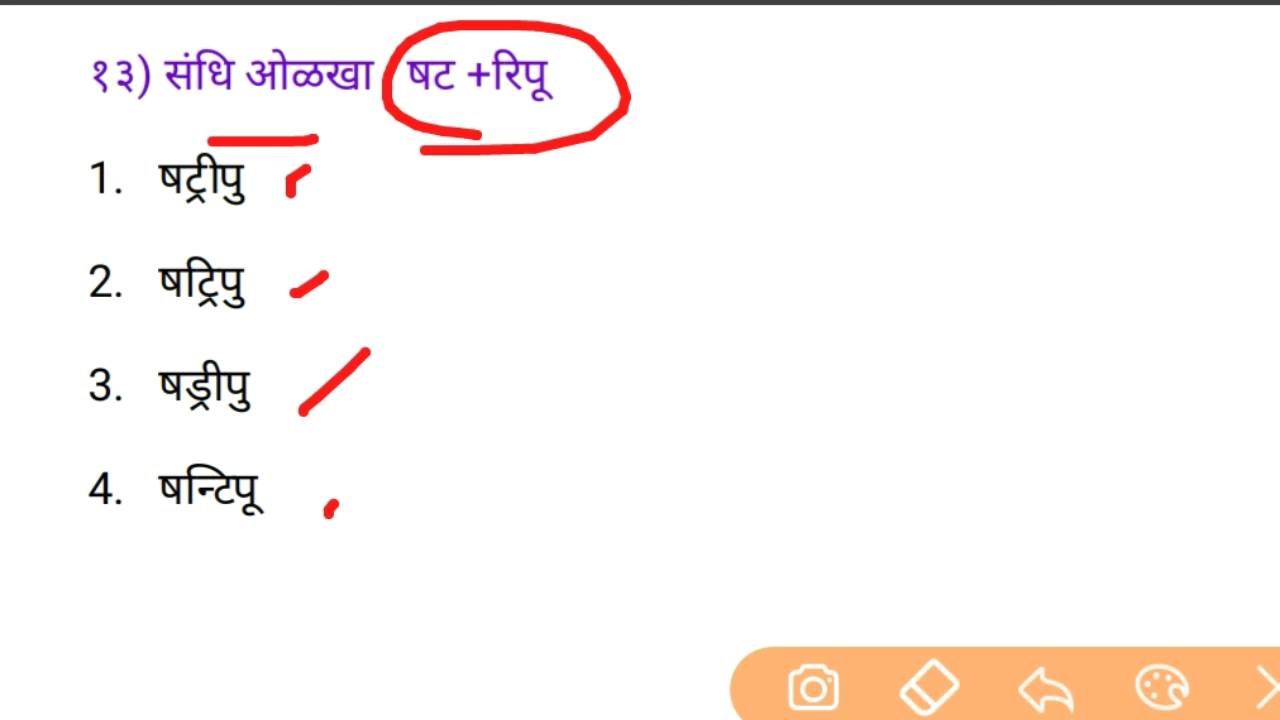 १३) संधि ओळखा षट +रिपू
1. षट्रीपु
2. षट्रिपु
3. षड्रीपु
4. षन्टिपू